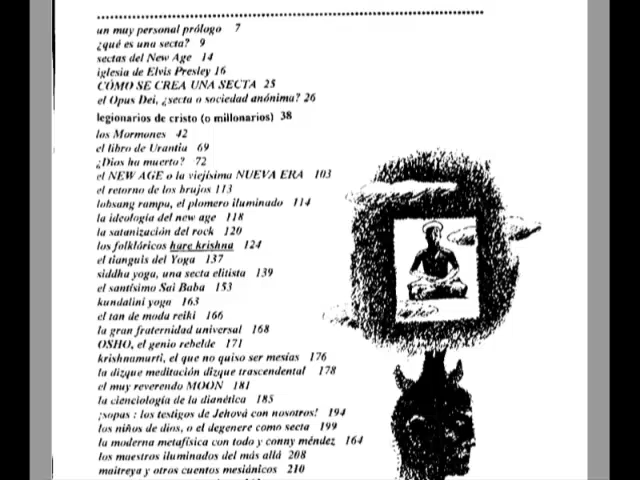 un muy personal prólogo 7
¿qué es una secta? 9
sectas del New Age 14
iglesia de Elvis Presley 16
CÓMO SE CREA UNA SECTA 25
el Opus Dei, ¿secta o sociedad anónima? 26
legionarios de cristo (o millonarios) 38
los Mormones 42
el libro de Urantia 69
¿Dios ha muerto? 72
el NEW AGE o la viejísima NUEVA ERA 103
el retorno de los brujos 113
lobsang rampa, el plomero iluminado 114
la ideología del new age 118
la satanización del rock 120
los folklóricos hare krishna 124
el tianguis del Yoga 137
siddha yoga, una secta elitista 139
el santísimo Sai Baba 153
kundalini yoga 163
el tan de moda reiki 166
la gran fraternidad universal 168
OSHO, el genio rebelde 171
krishnamurti, el que no quiso ser mesías 176
la dizque meditación dizque trascendental 178
el muy reverendo MOON 181
la cienciología de la dianética 185
¡sopas : los testigos de Jehová con nosotros! 194
los niños de dios, o el degenere como secta 199
la moderna metafísica con todo y conny méndez 164
los maestros iluminados del más allá 208
maitreya y otros cuentos mesiánicos 210